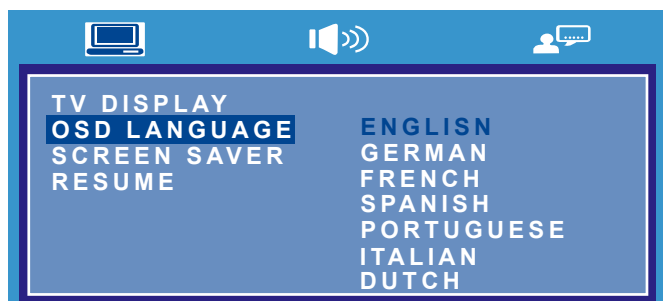 TV DISPLAY
OSD LANGUAGE
SCREEN SAVER
RESUME
ENGLISN
GERMAN
FRENCH
SPANISH
PORTUGUESE
ITALIAN
DUTCH